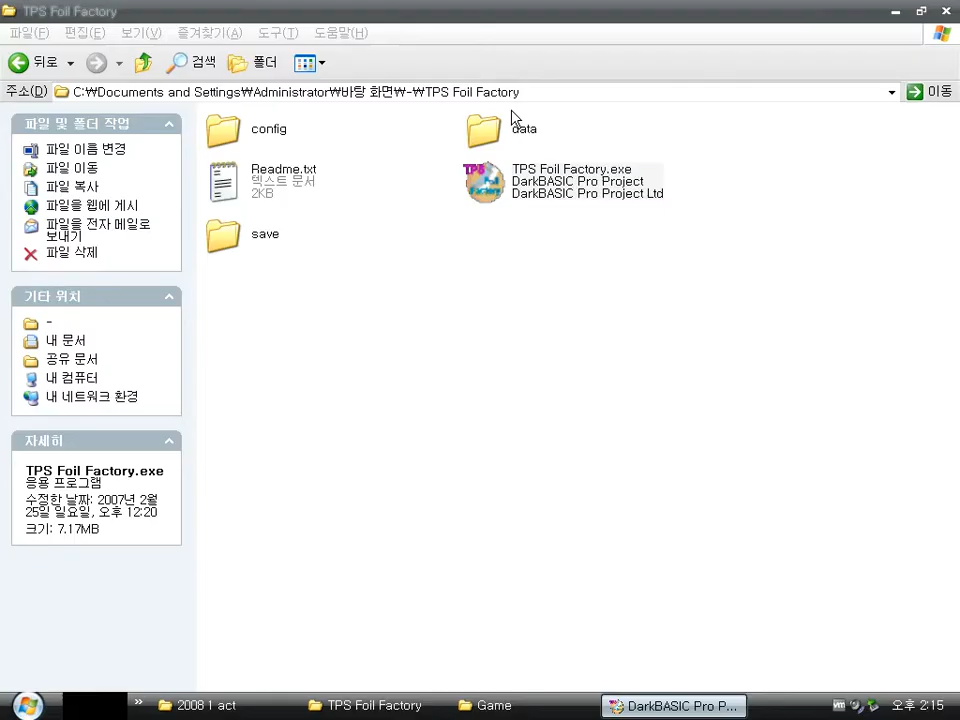 TPS Foil Factory
파일(F) 편집(E) 보기(V) 즐겨찾기(A) 도구(T) 도움말(H)
뒤로 검색 폴더
주소(D) C:₩Documents and Settings₩Administrator₩바탕 화면₩-₩TPS Foil Factory 이동
파일 및 폴더 작업
파일 이름 변경
파일 이동
파일 복사
파일을 웹에 게시
파일을 전자 메일로
보내기
파일 삭제
기타 위치
-
내 문서
공유 문서
내 컴퓨터
내 네트워크 환경
자세히
TPS Foil Factory.exe
응용 프로그램
수정한 날짜: 2007년 2월
25일 일요일, 오후 12:20
크기: 7.17MB
config
data
Readme.txt
텍스트 문서
2KB
TPS Foil Factory.exe
DarkBASIC Pro Project
DarkBASIC Pro Project Ltd
save
2008 1 act TPS Foil Factory Game DarkBASIC Pro P... 오후 2:15